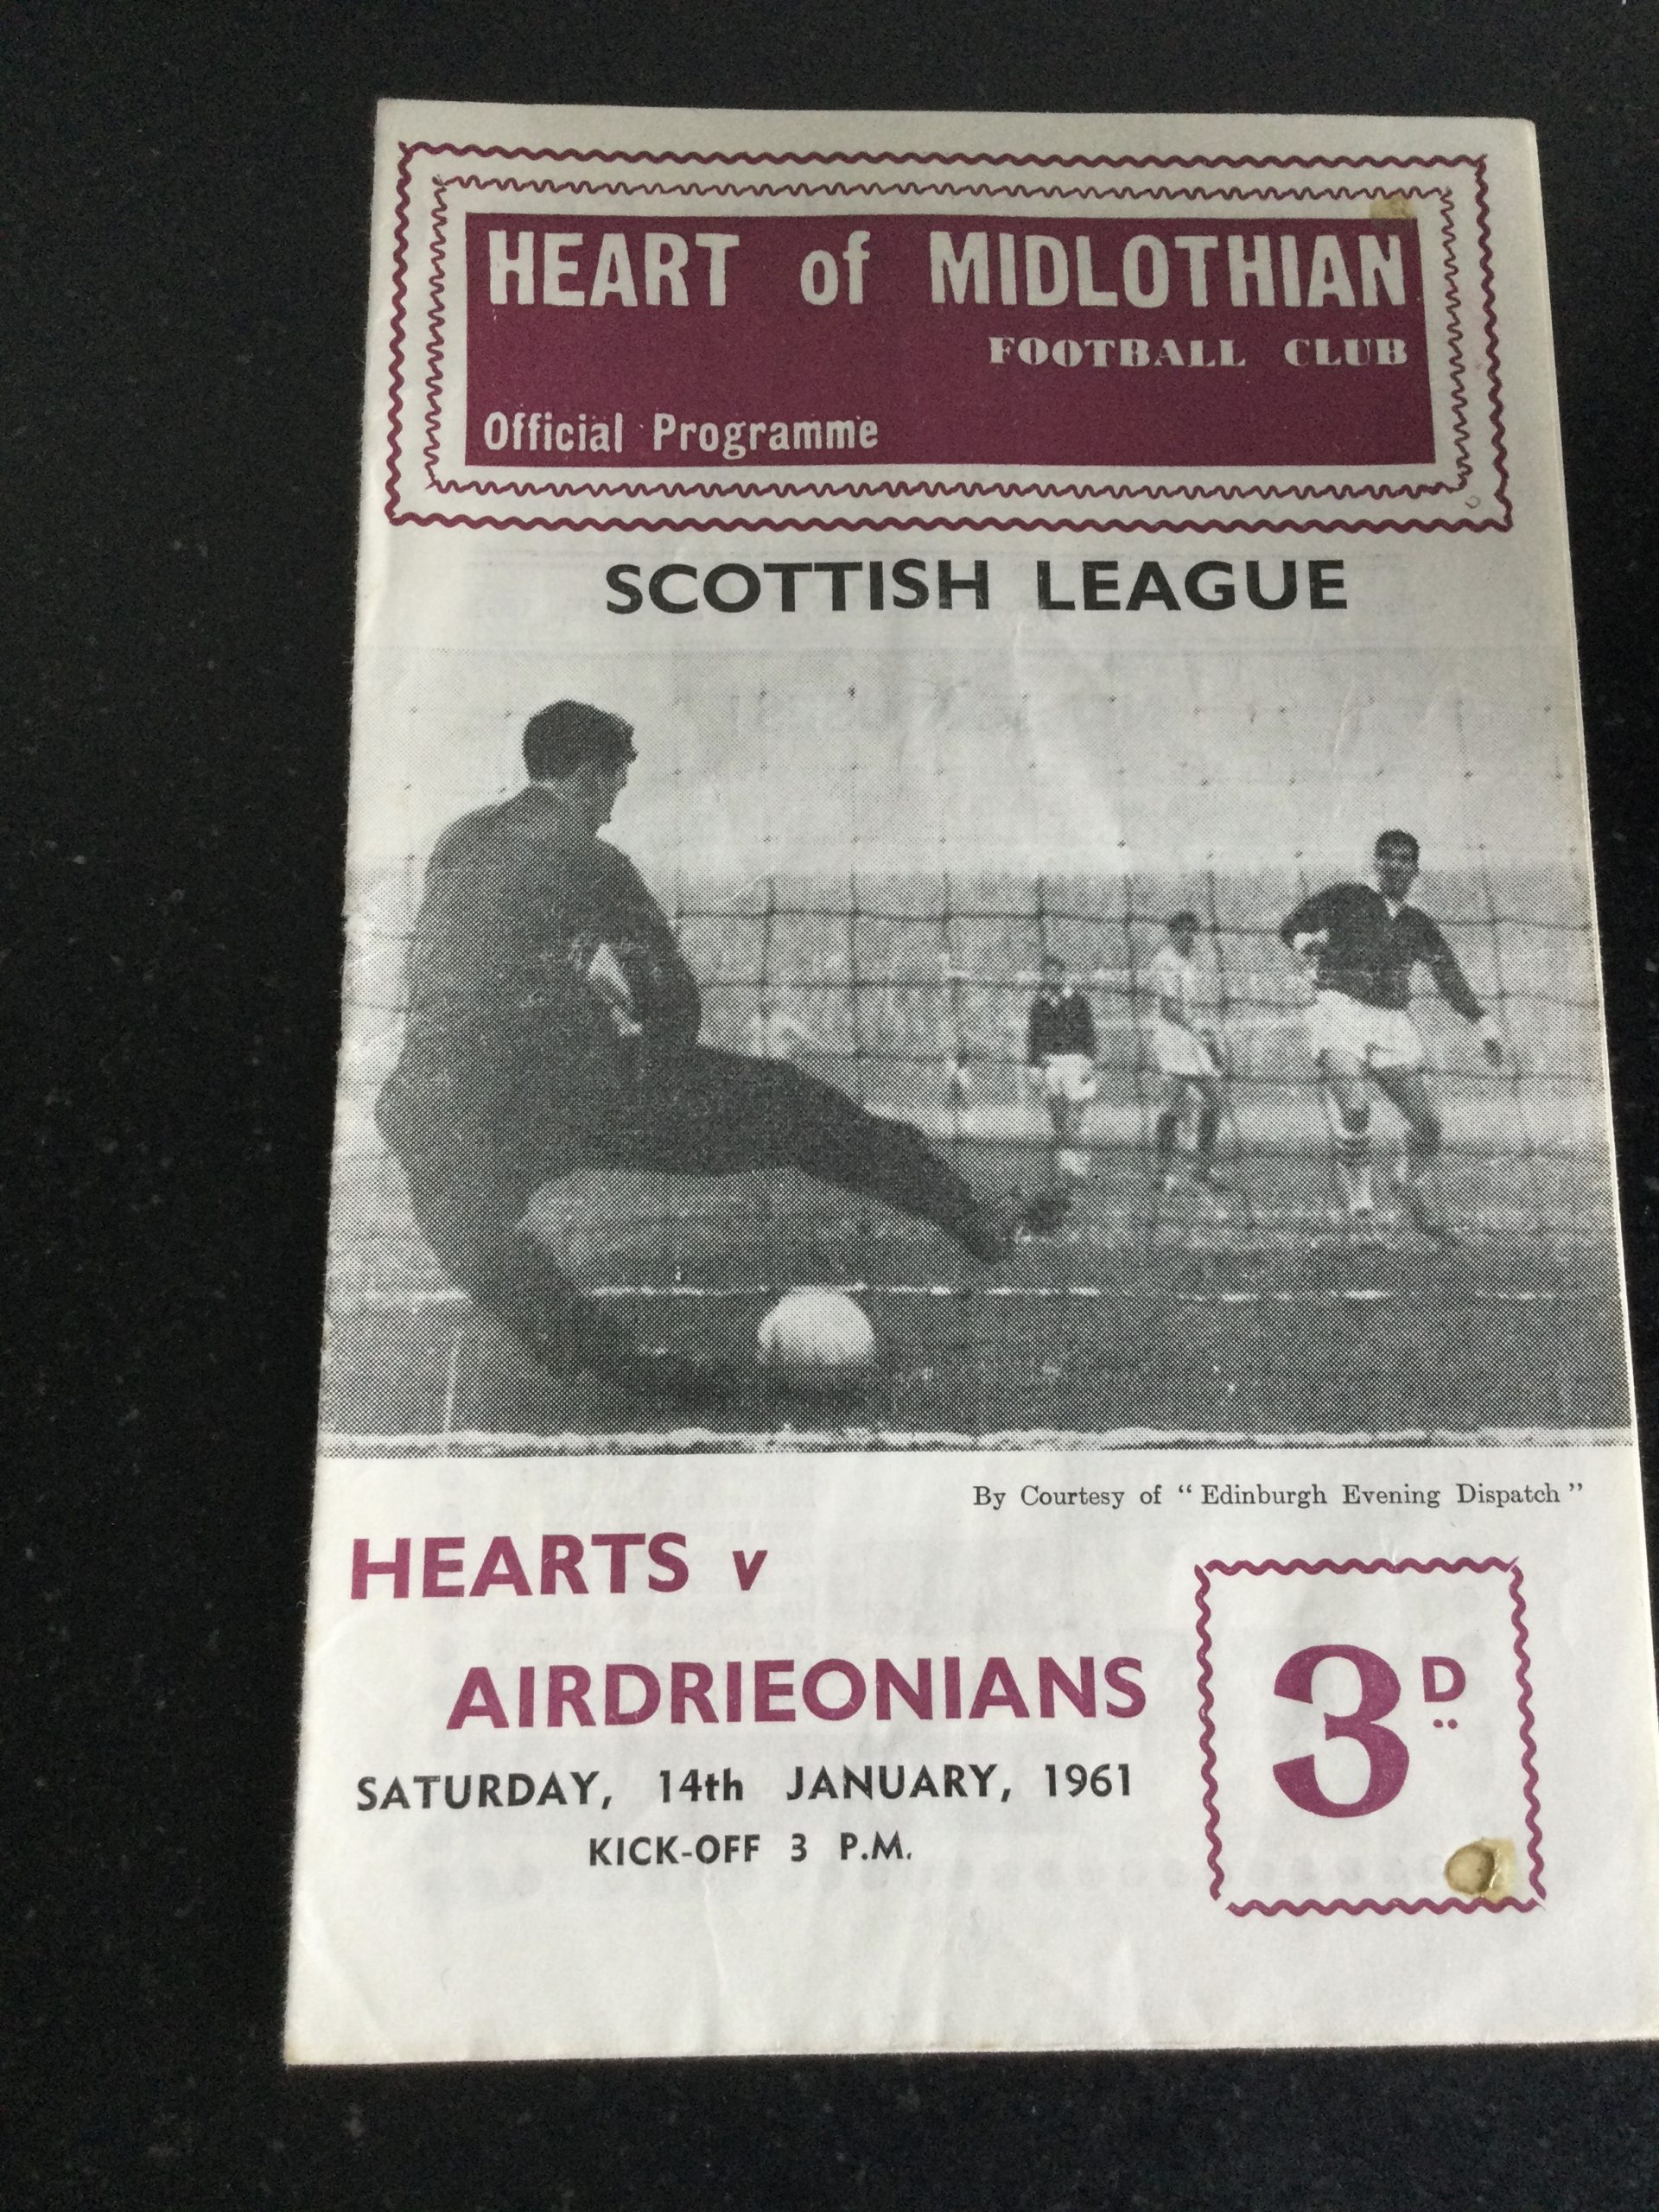 HEART of MIDLOTHIAN
FOOTBALL CLUB
Official Programme
SCOTTISH LEAGUE
By Courtesy of “Edinburgh Evening Dispatch”
HEARTS v
AIRDRIEONIANS
SATURDAY, 14th JANUARY, 1961
KICK-OFF 3 P.M.
3D